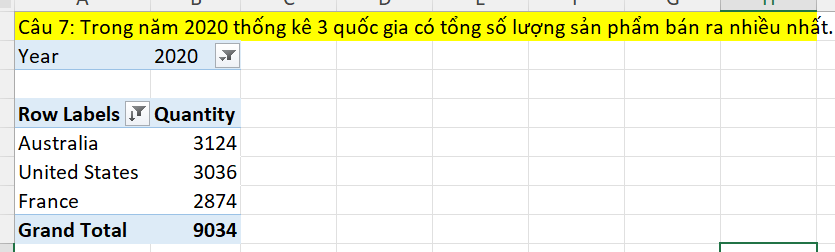 Câu 7: Trong năm 2020 thống kê 3 quốc gia có tổng số lượng sản phẩm bán ra nhiều nhất.
Year 2020
Row Labels Quantity
Australia 3124
United States 3036
France 2874
Grand Total 9034